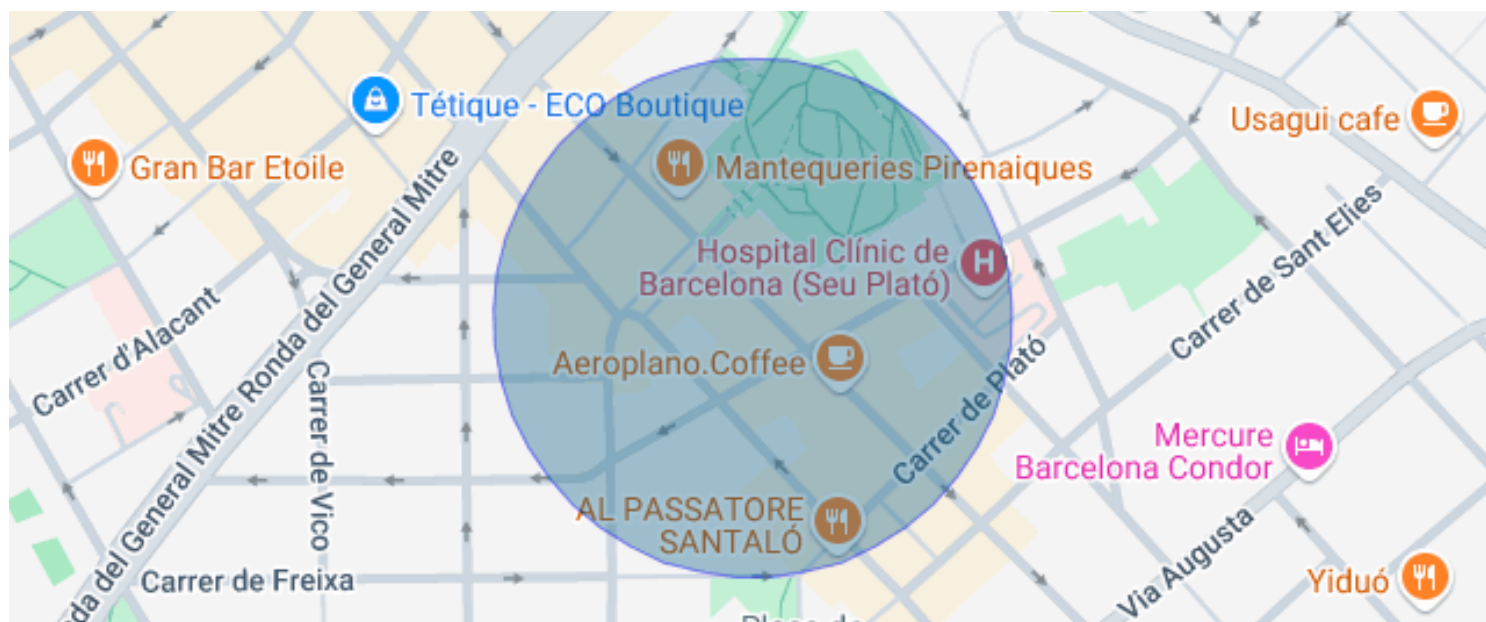 Tétique - ECO Boutique
Usagui cafe
Gran Bar Etoile
Mantequeries Pirenaiques
Ronda del General Mitre
Hospital Clínic de
Barcelona (Seu Plató)
H
Carrer de Sant Elies
Carrer d'Alacant
Aeroplano.Coffee
Carrer de Plató
Carrer de Vico
Mitre
Mercure
Barcelona Condor
AL PASSATORE
SANTALÓ
da del General
Via Augusta
Carrer de Freixa
Yiduó